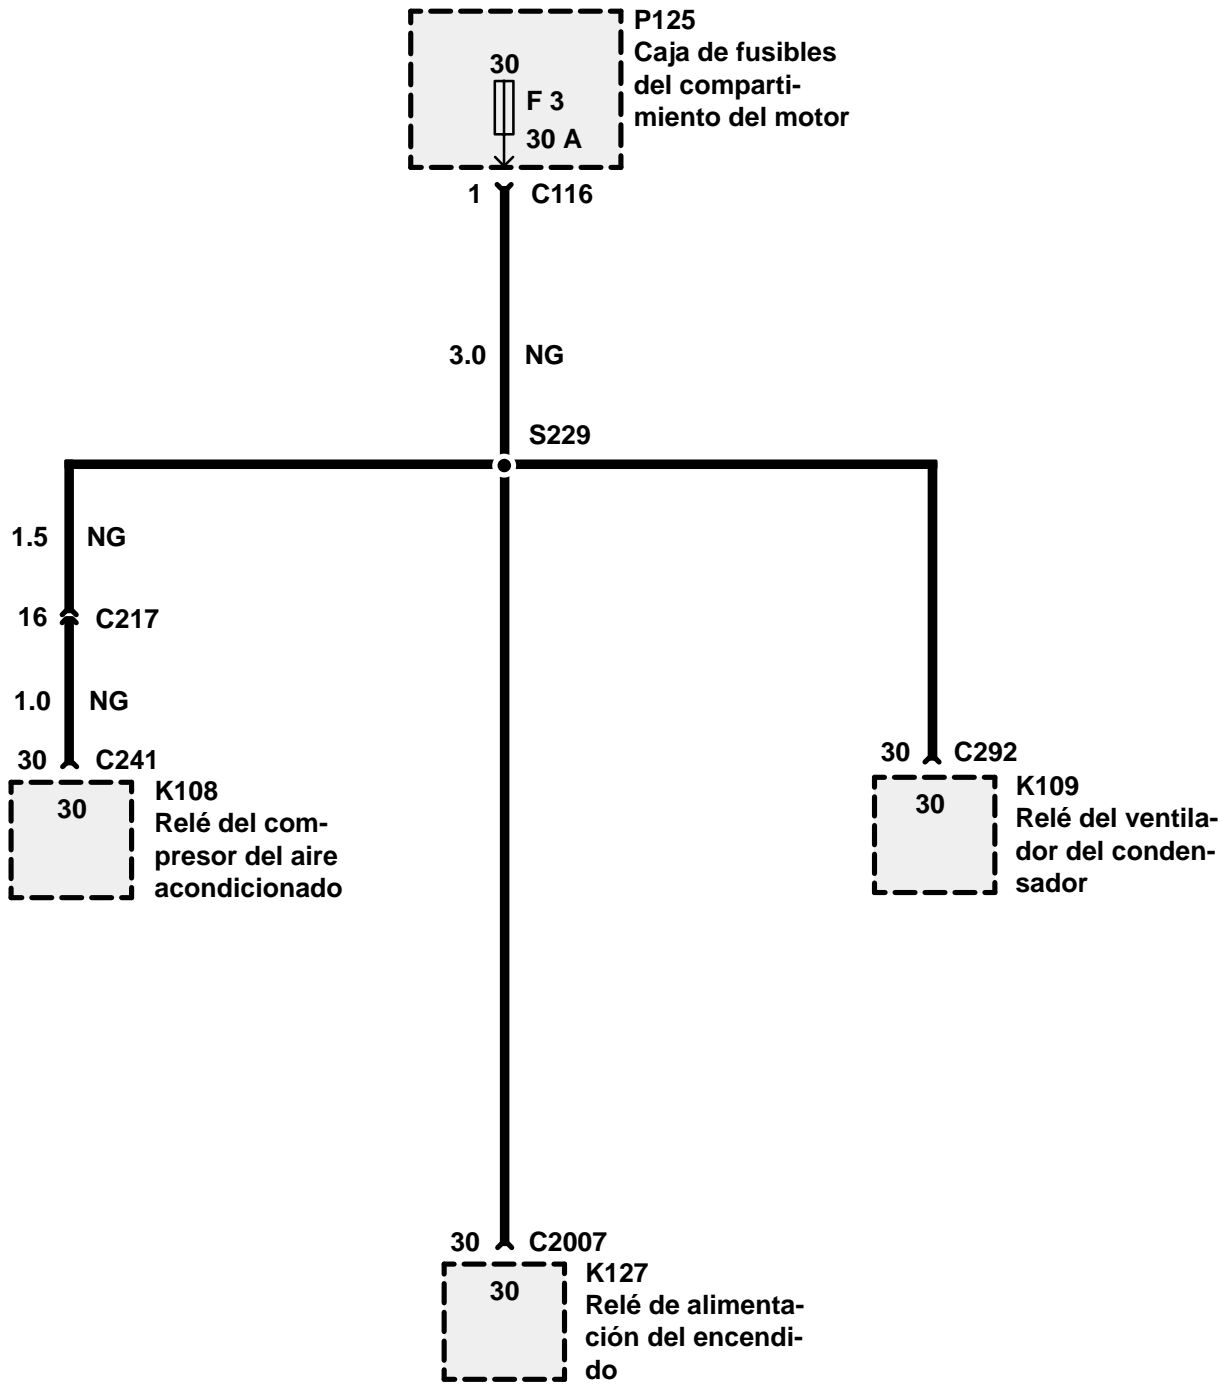 P125
Caja de fusibles
del comparti-
miento del motor
30
F 3
30 A
1
C116
3.0
NG
S229
1.5
NG
16
C217
1.0
NG
30
C241
30
K108
Relé del com-
presor del aire
acondicionado
30
C292
30
K109
Relé del ventila-
dor del conden-
sador
30
C2007
30
K127
Relé de alimenta-
ción del encendi-
do